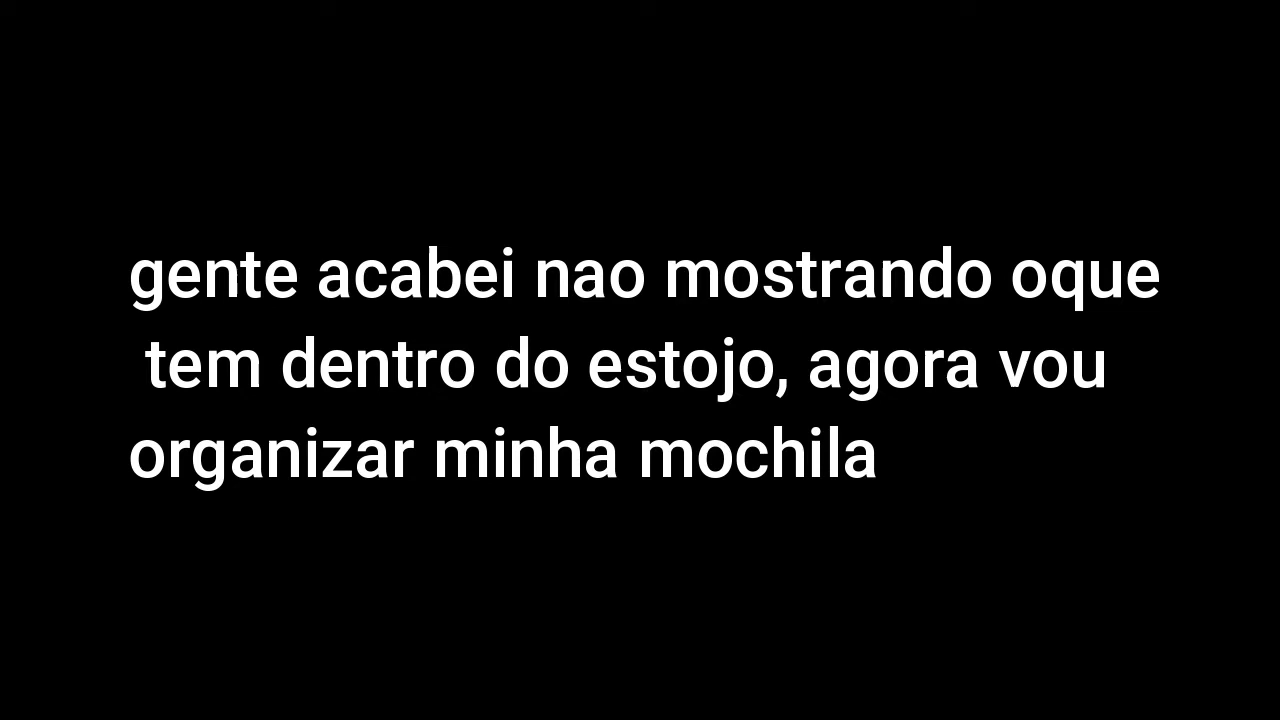 gente acabei nao mostrando oque
tem dentro do estojo, agora vou
organizar minha mochila